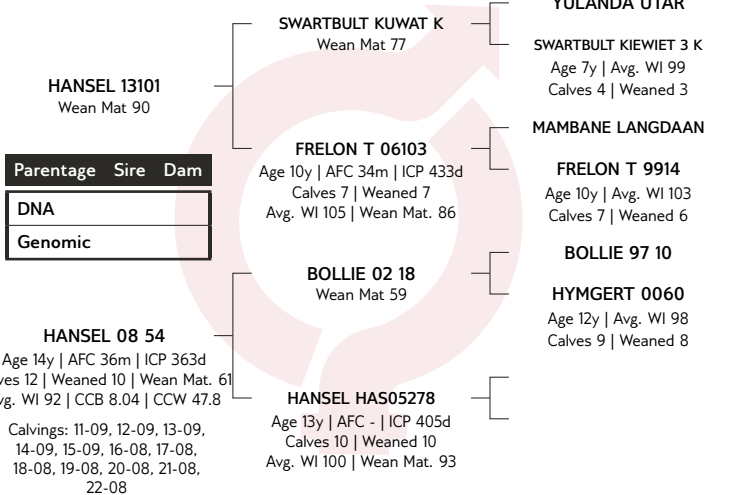 YULANDA UTAR
SWARTBULT KUWAT K
Wean Mat 77
SWARTBULT KIEWIET 3 K
Age 7y | Avg. WI 99
Calves 4 | Weaned 3
HANSEL 13101
Wean Mat 90
MAMBANE LANGDAAN
FRELON T 06103
Age 10y | AFC 34m | ICP 433d
Calves 7 | Weaned 7
Avg. WI 105 | Wean Mat. 86
FRELON T 9914
Age 10y | Avg. WI 103
Calves 7 | Weaned 6
Parentage Sire Dam
DNA
Genomic
BOLLIE 97 10
BOLLIE 02 18
Wean Mat 59
HYMGERT 0060
Age 12y | Avg. WI 98
Calves 9 | Weaned 8
HANSEL 08 54
Age 14y | AFC 36m | ICP 363d
12 | Weaned 10 | Wean Mat. 61
WI 92 | CCB 8.04 | CCW 47.8
Calvings: 11-09, 12-09, 13-09,
14-09, 15-09, 16-08, 17-08,
18-08, 19-08, 20-08, 21-08,
22-08
HANSEL HAS05278
Age 13y | AFC - | ICP 405d
Calves 10 | Weaned 10
Avg. WI 100 | Wean Mat. 93